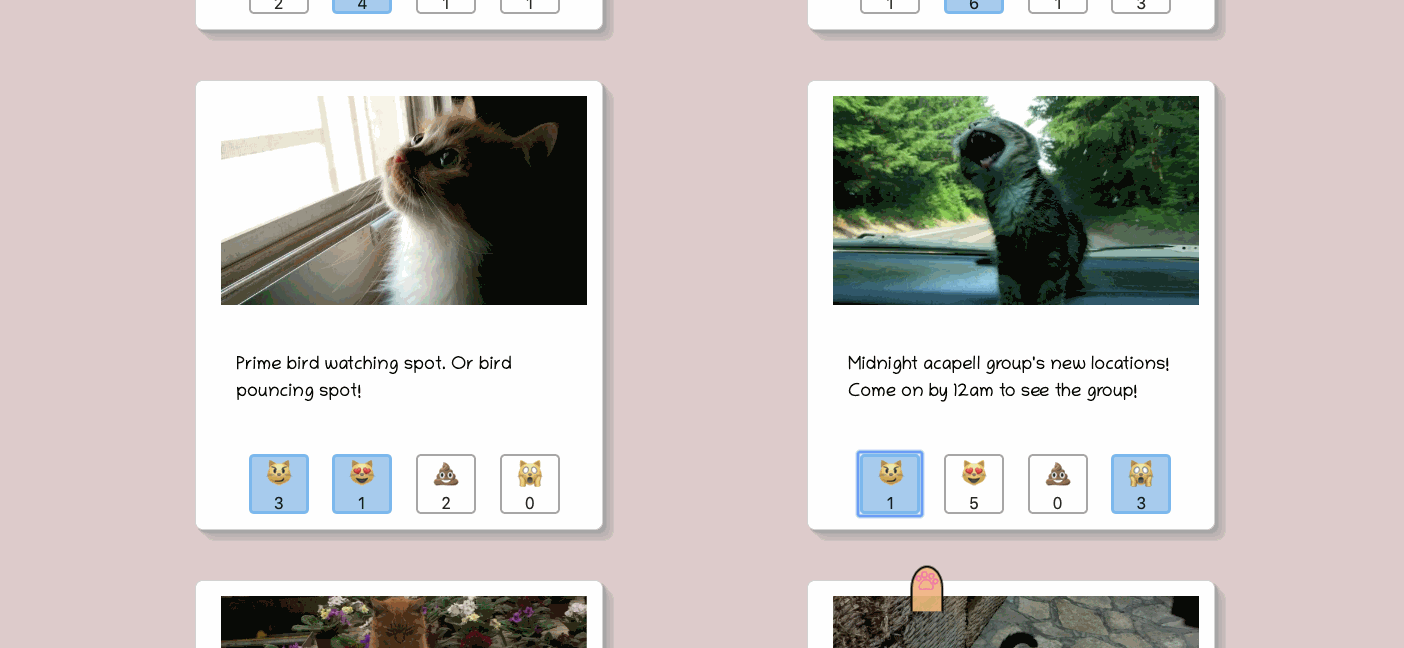 2 4 1 1
1 6 1 3
Prime bird watching spot. Or bird
pouncing spot!
3 1 2 0
Midnight acapell group's new locations!
Come on by 12am to see the group!
1 5 0 3